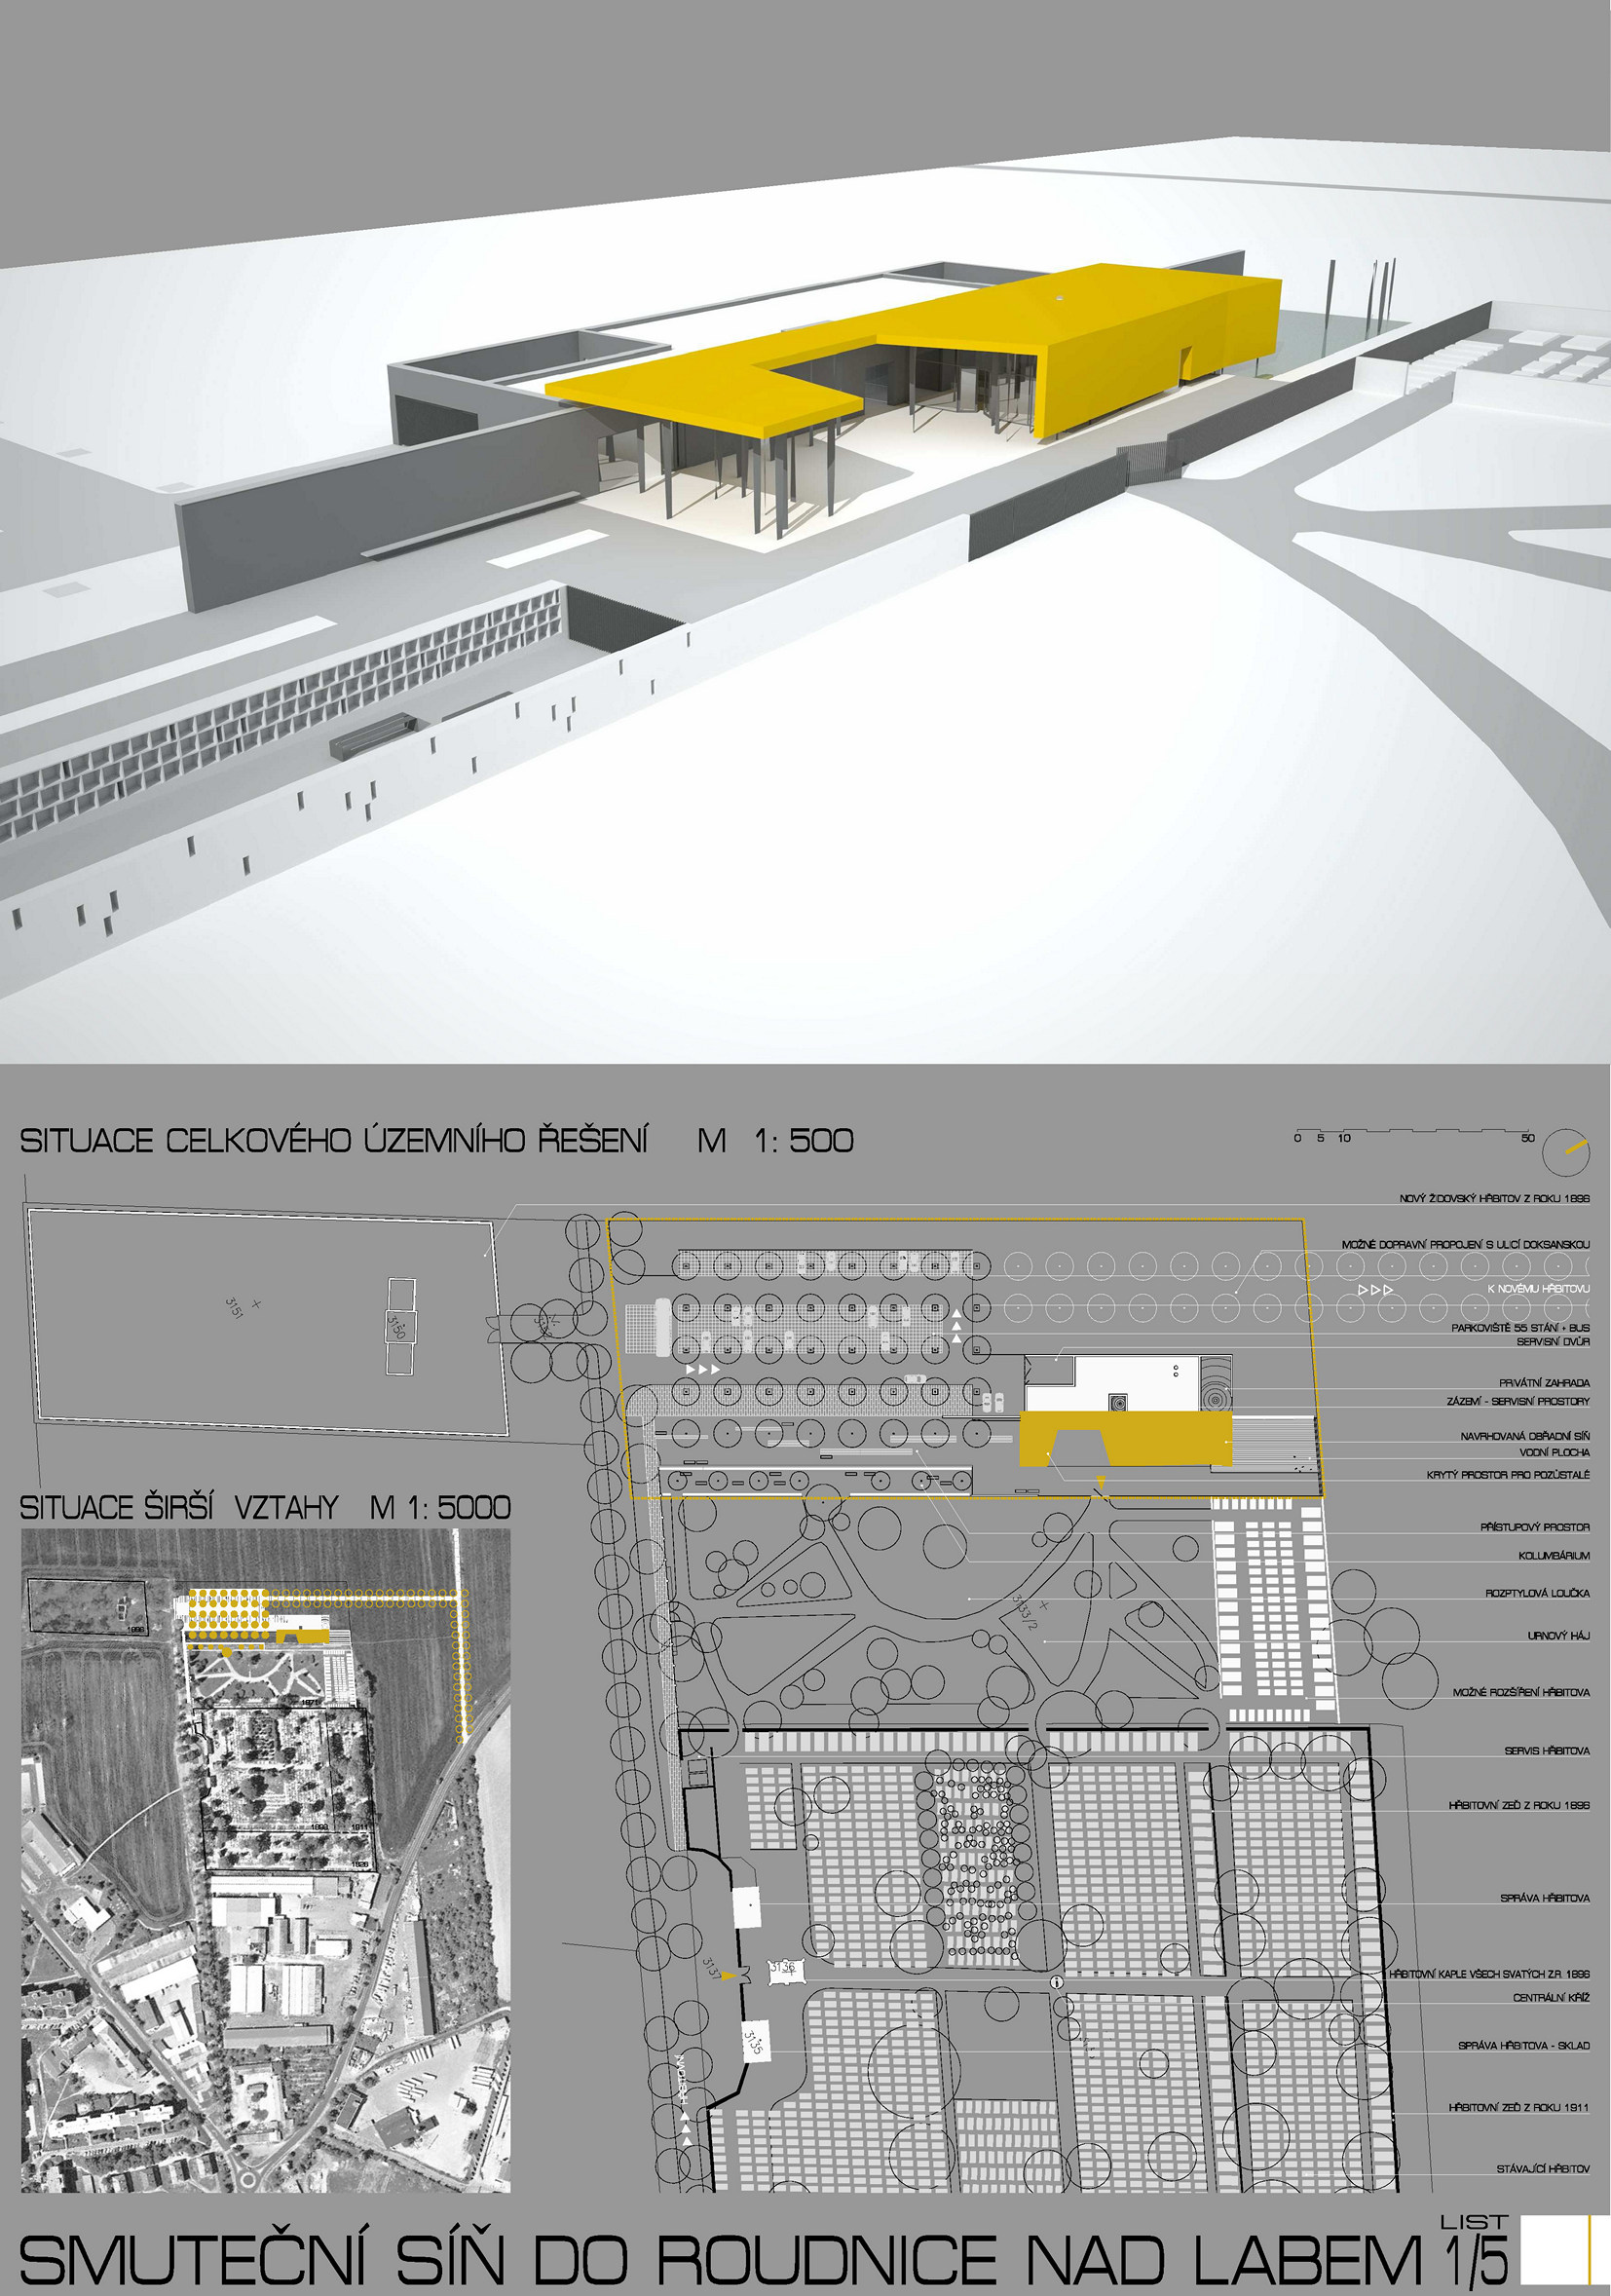 SITUACE CELKOVÉHO ÚZEMNÍHO ŘEŠENÍ M 1: 500
0 5 10 50
NOVÝ ŽIDOVSKÝ HŘBITOV Z ROKU 1896
MOŽNÉ DOPRAVNÍ PROPOJENÍ S ULICÍ DOKSANSKOU
K NOVÉMU HŘBITOVU
PARKOVIŠTĚ 55 STÁNÍ + BUS
SERVISNÍ DVŮR
PRIVÁTNÍ ZAHRADA
ZÁZEMÍ - SERVISNÍ PROSTORY
NAVRHOVANÁ OBŘADNÍ SÍŇ
VODNÍ PLOCHA
KRYTÝ PROSTOR PRO POZŮSTALÉ
PŘÍSTUPOVÝ PROSTOR
KOLUMBÁRIUM
ROZPTYLOVÁ LOUČKA
URNOVÝ HÁJ
MOŽNÉ ROZŠÍŘENÍ HŘBITOVA
SERVIS HŘBITOVA
HŘBITOVNÍ ZEĎ Z ROKU 1896
SPRÁVA HŘBITOVA
HŘBITOVNÍ KAPLE VŠECH SVATÝCH Z.R. 1896
CENTRÁLNÍ KŘÍŽ
SPRÁVA HŘBITOVA - SKLAD
HŘBITOVNÍ ZEĎ Z ROKU 1911
STÁVAJÍCÍ HŘBITOV
3151
3150
3133/2
3137
3136
3135
SITUACE ŠIRŠÍ VZTAHY M 1: 5000
SMUTEČNÍ SÍŇ DO ROUDNICE NAD LABEM
LIST
1/5